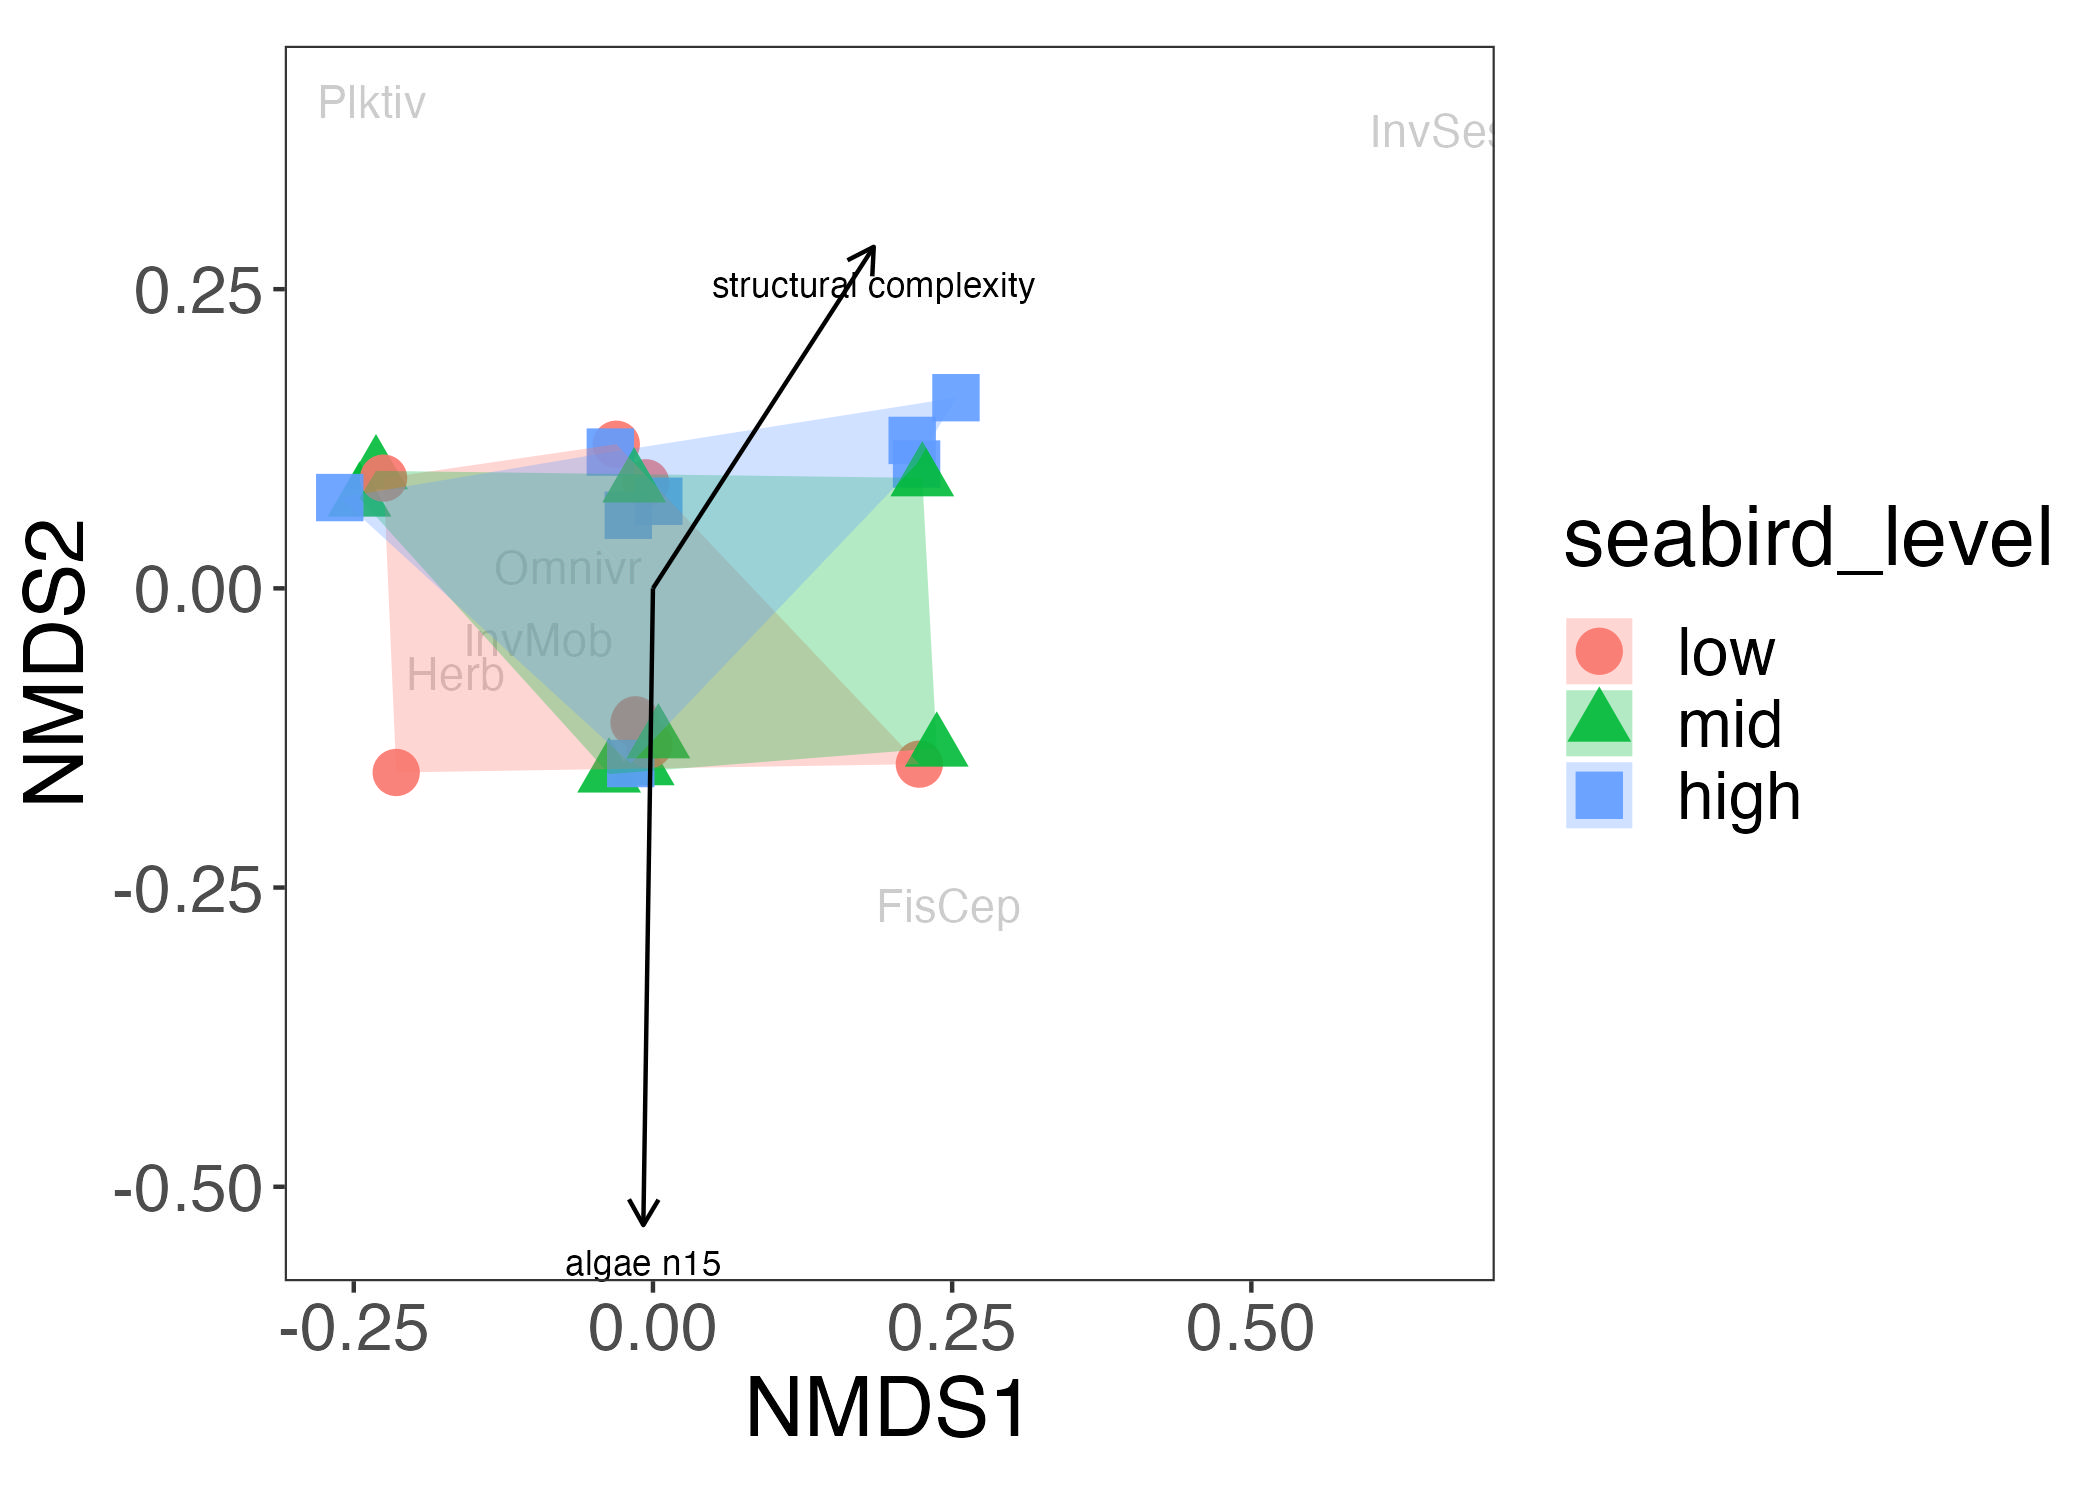 Plktiv
InvSes
structural complexity
Omnivr
InvMob
Herb
FisCep
algae n15
0.25
0.00
-0.25
-0.50
-0.25
0.00
0.25
0.50
NMDS1
NMDS2
seabird_level
low
mid
high